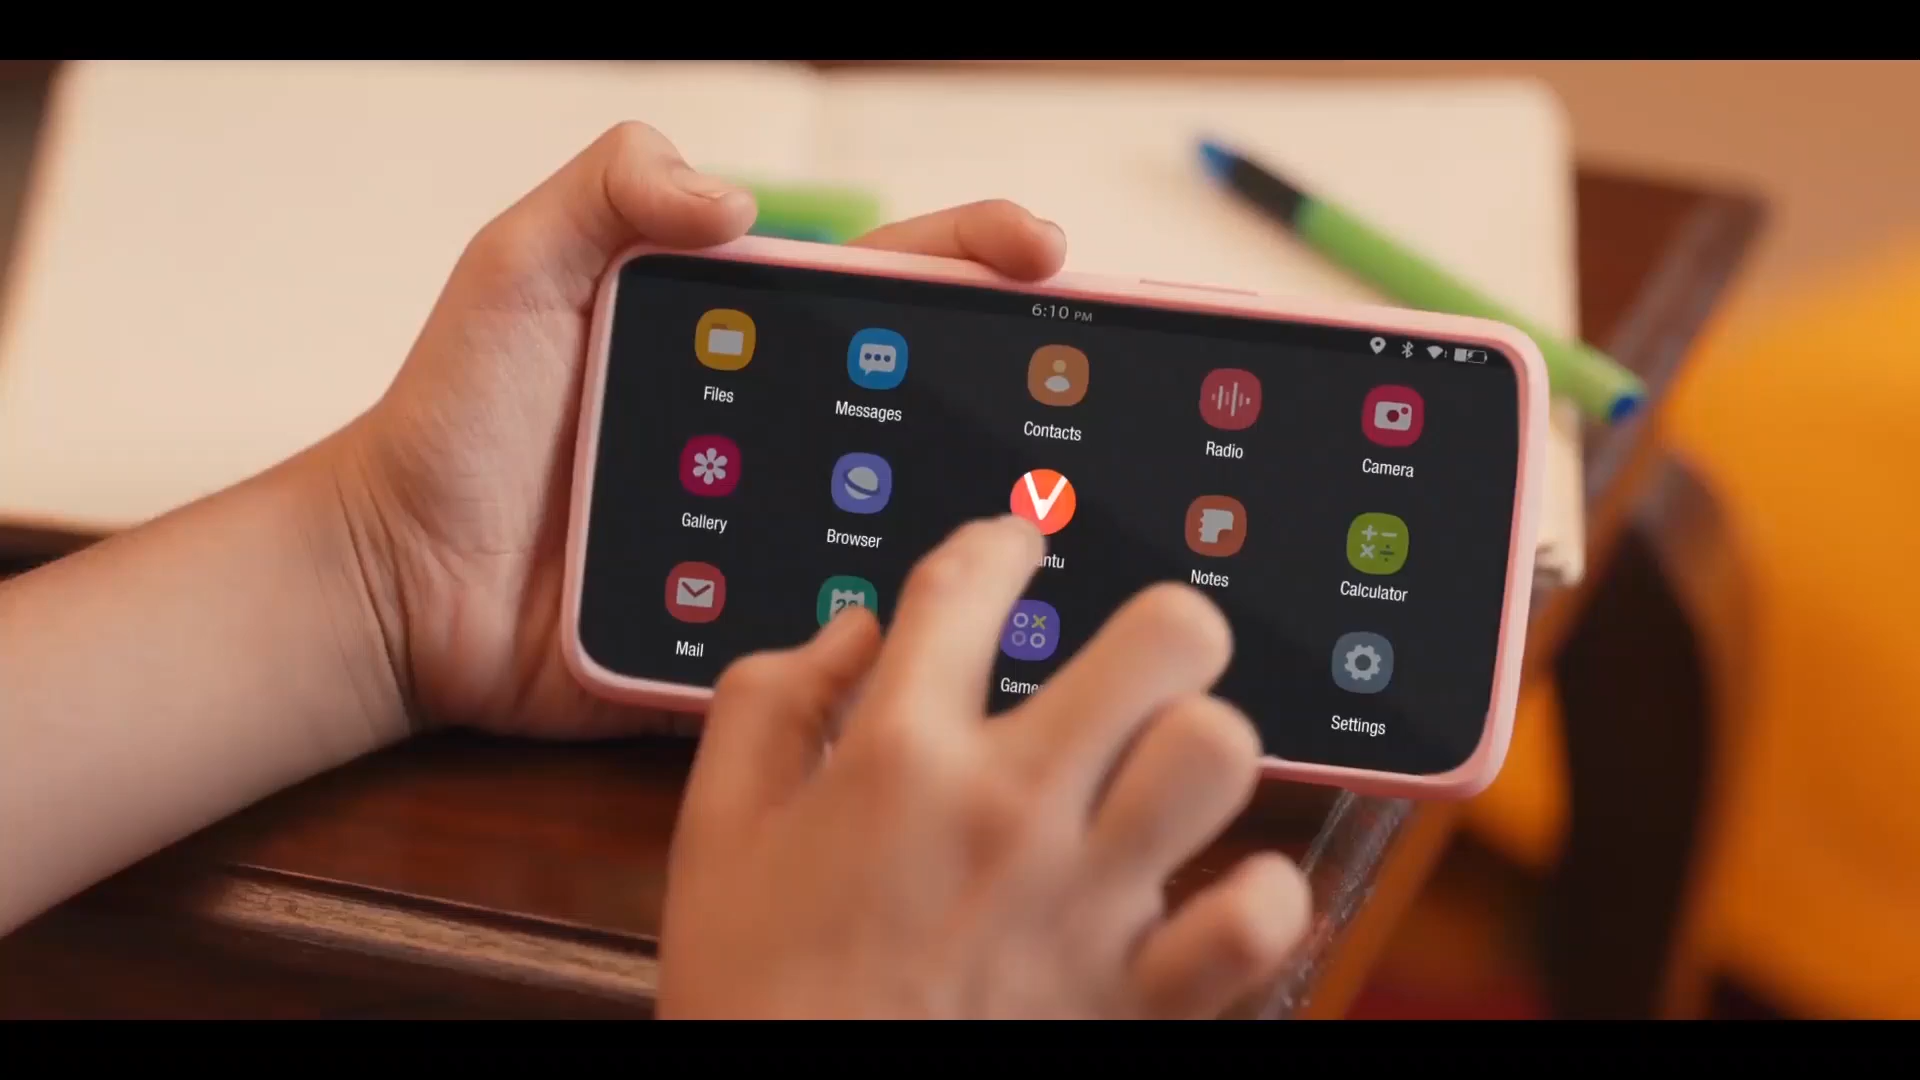 6:10 PM
Files
Messages
Contacts
Radio
Camera
Gallery
Browser
Notes
Calculator
Mail
Settings